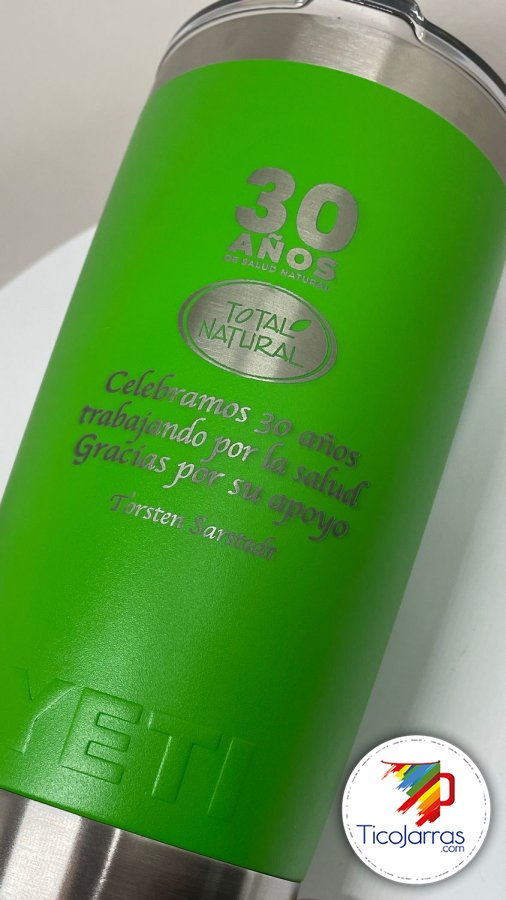 30
AÑOS
DE SALUD NATURAL
TOTAL
NATURAL
Celebramos 30 años
trabajando por la salud
Gracias por su apoyo
Torsten Sarstedt
YETI
TicoJarras
.com